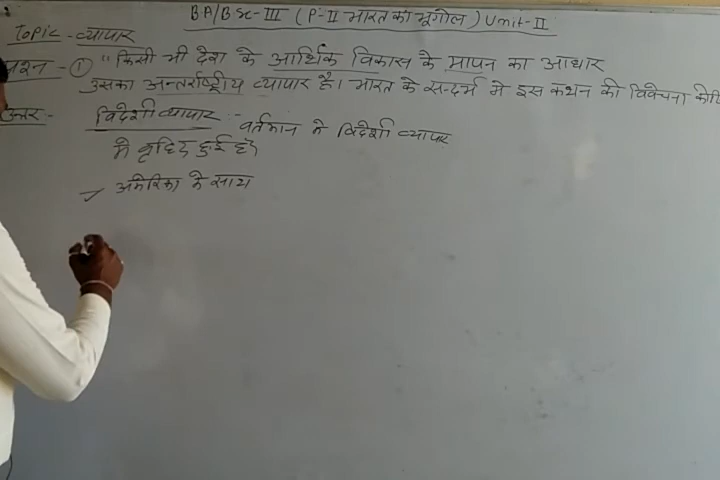 BA/BSc-III (P-II भारत का भूगोल) Unit-II
Topic - व्यापार
प्रश्न - ① "किसी भी देश के आर्थिक विकास के मापन का आधार
उसका अन्तर्राष्ट्रीय व्यापार है। भारत के सन्दर्भ में इस कथन की विवेचना
उत्तर - विदेशी व्यापार :- वर्तमान में विदेशी व्यापार
में वृद्धि हुई है
✓ अमेरिका के साथ